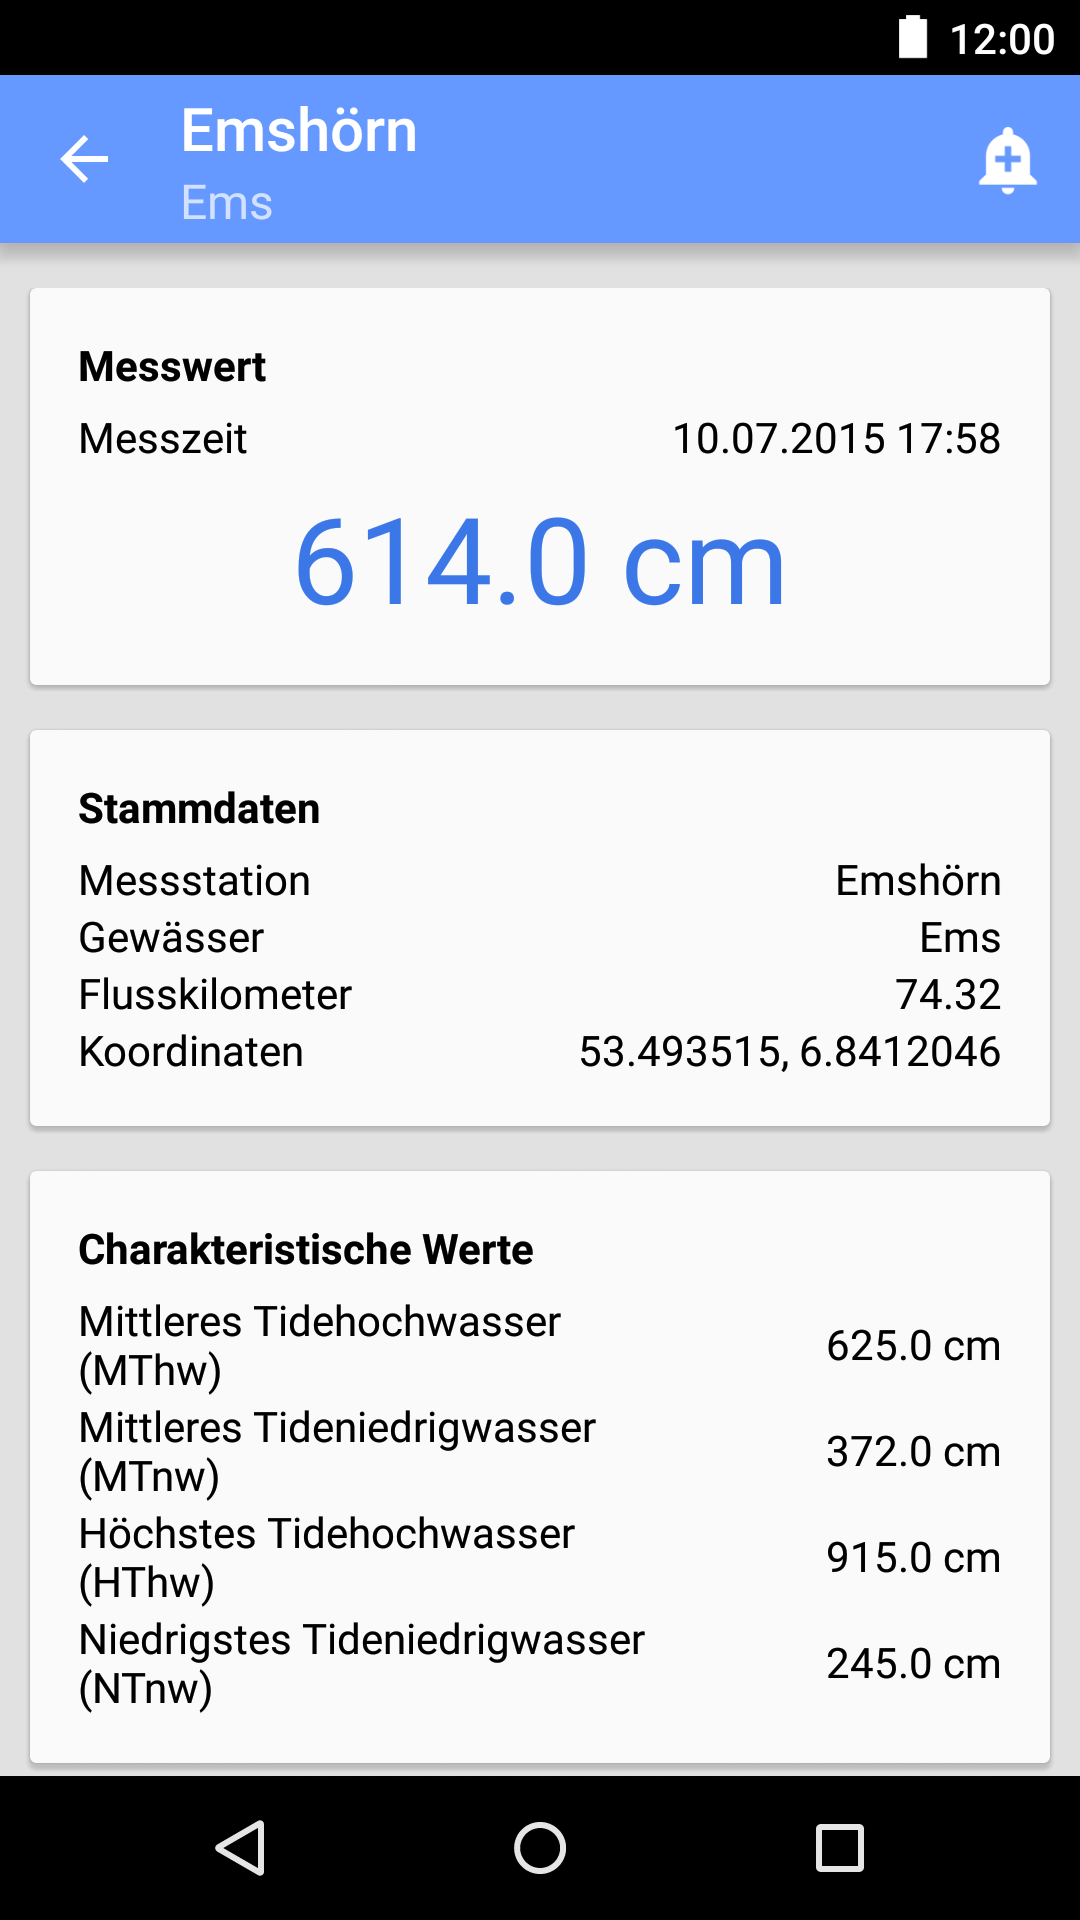 12:00
Emshörn
Ems
Messwert
Messzeit 10.07.2015 17:58
614.0 cm
Stammdaten
Messstation Emshörn
Gewässer Ems
Flusskilometer 74.32
Koordinaten 53.493515, 6.8412046
Charakteristische Werte
Mittleres Tidehochwasser
(MThw) 625.0 cm
Mittleres Tideniedrigwasser
(MTnw) 372.0 cm
Höchstes Tidehochwasser
(HThw) 915.0 cm
Niedrigstes Tideniedrigwasser
(NTnw) 245.0 cm